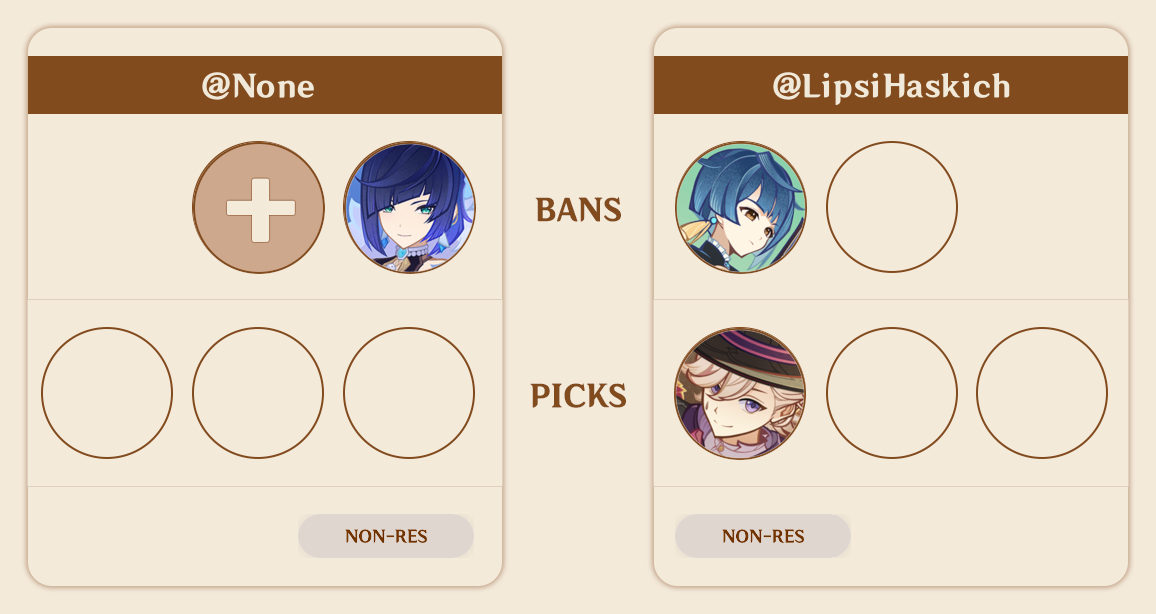 @None
@LipsiHaskich
BANS
PICKS
NON-RES
NON-RES